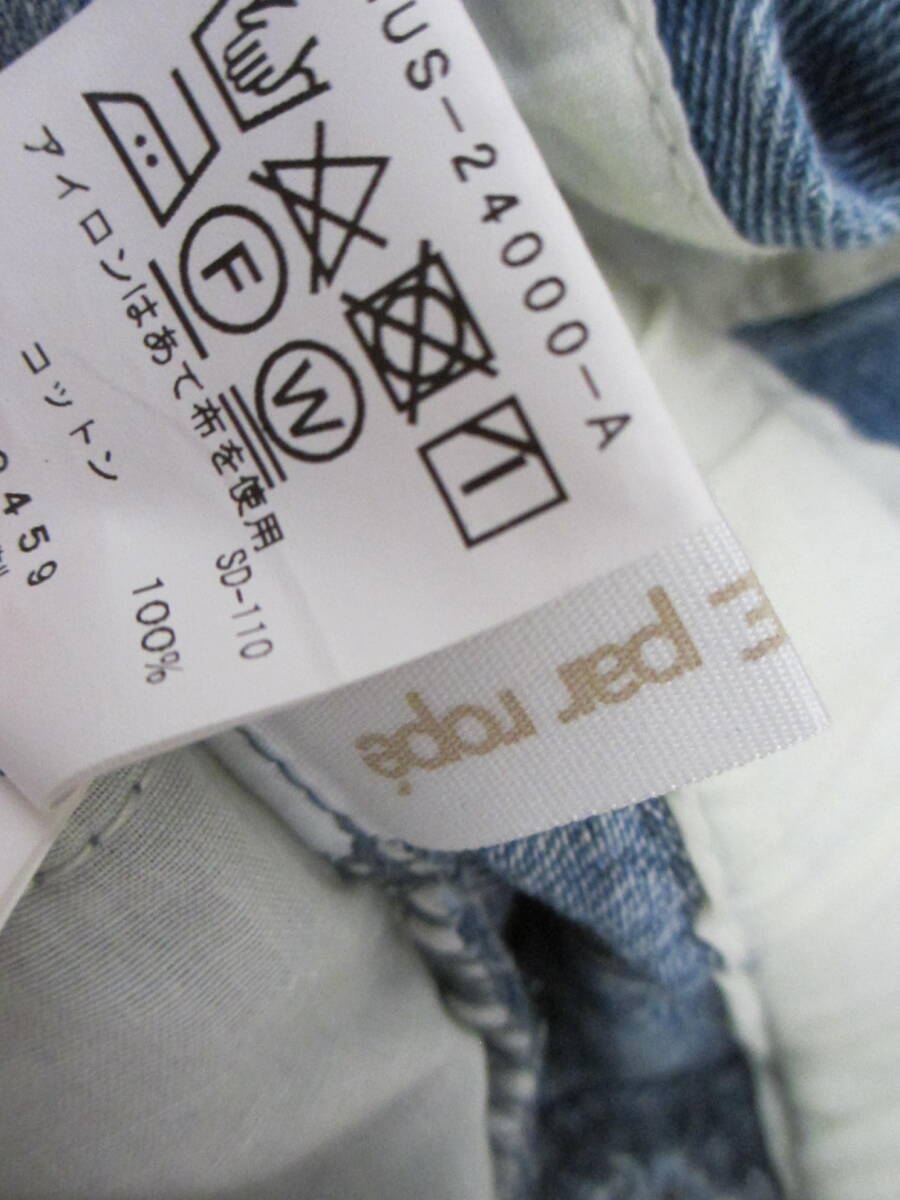 US-24000-A
アイロンはあて布を使用
SD-110
コットン 100%
459
par ropé